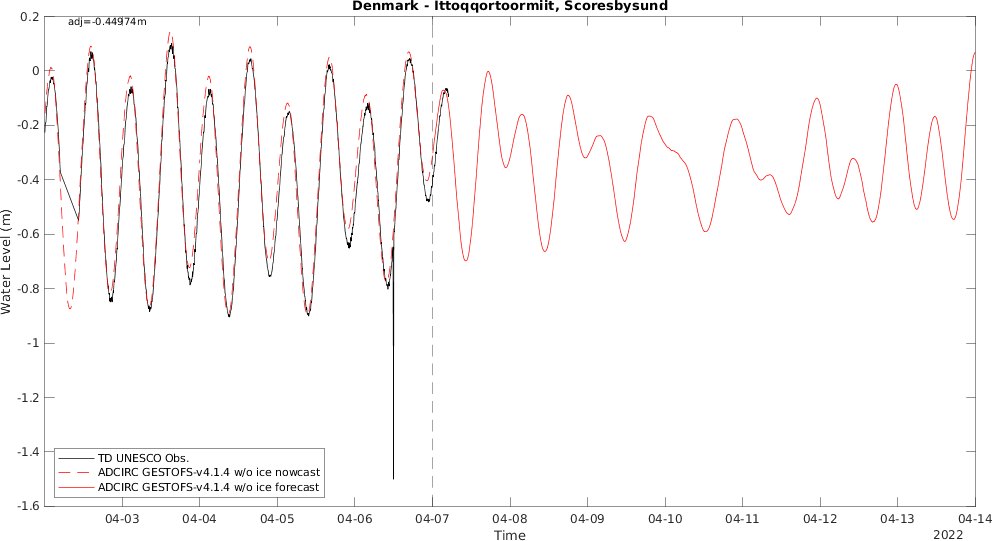 Denmark - Ittoqqortoormiit, Scoresbysund
adj=-0.44974m
0.2
0
-0.2
-0.4
-0.6
-0.8
-1
-1.2
-1.4
-1.6
Water Level (m)
TD UNESCO Obs.
ADCIRC GESTOFS-v4.1.4 w/o ice nowcast
ADCIRC GESTOFS-v4.1.4 w/o ice forecast
04-03 04-04 04-05 04-06 04-07 04-08 04-09 04-10 04-11 04-12 04-13 04-14
Time
2022